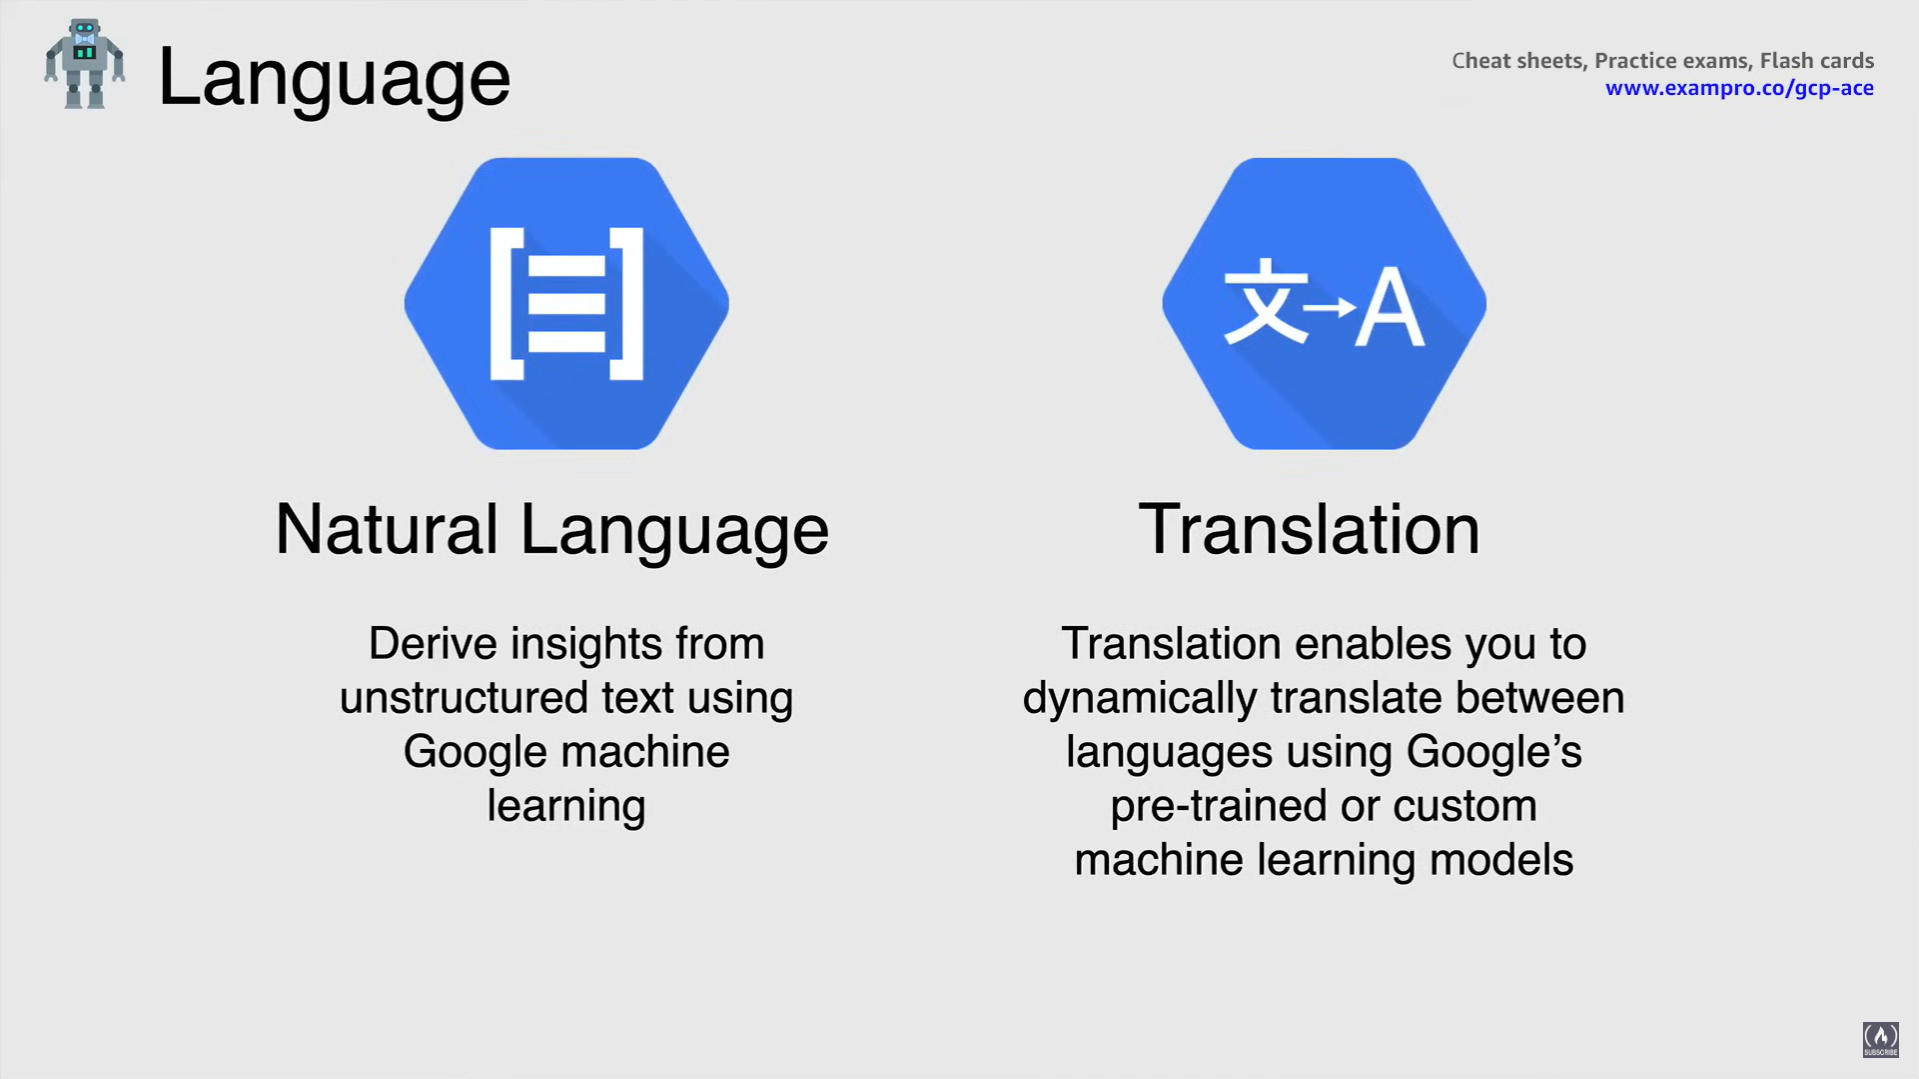 Language
Cheat sheets, Practice exams, Flash cards
www.exampro.co/gcp-ace
文→A
Natural Language
Translation
Derive insights from
unstructured text using
Google machine
learning
Translation enables you to
dynamically translate between
languages using Google’s
pre-trained or custom
machine learning models
SUBSCRIBE